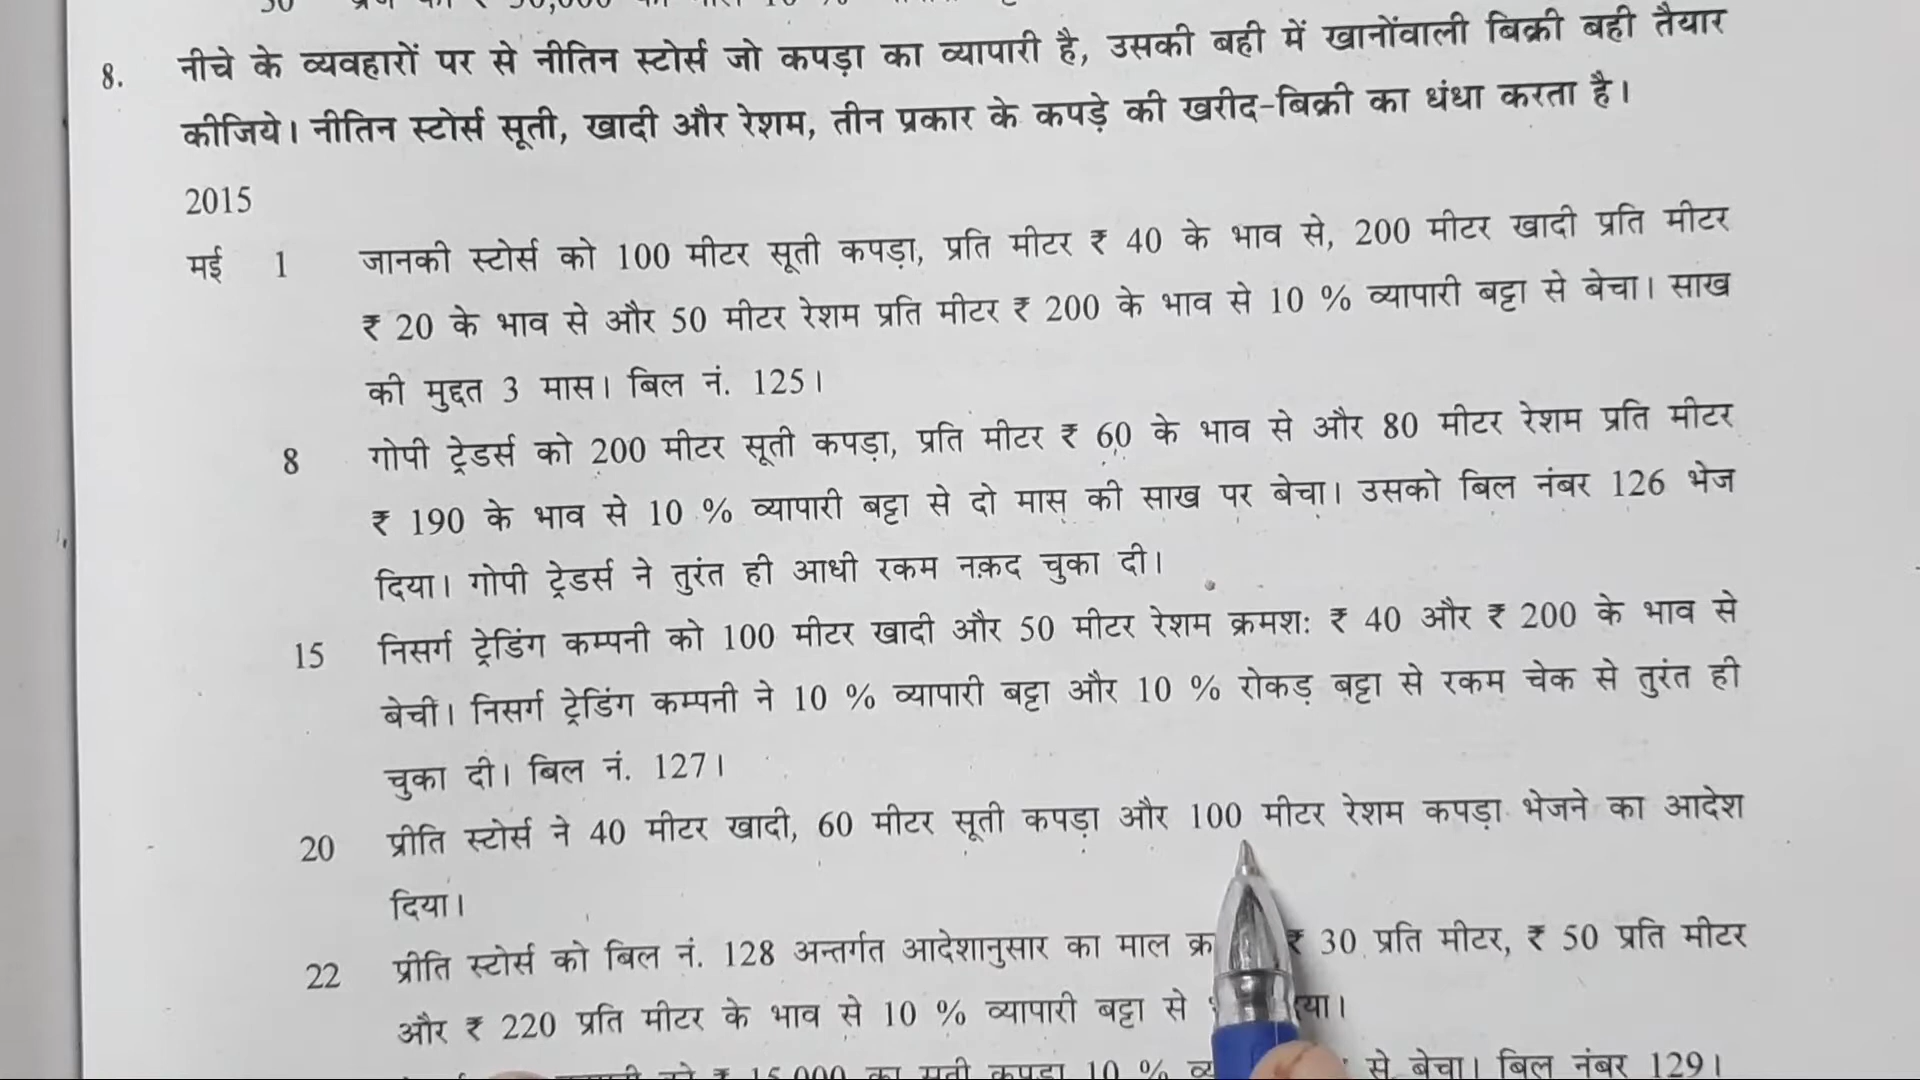 8. नीचे के व्यवहारों पर से नीतिन स्टोर्स जो कपड़ा का व्यापारी है, उसकी बही में खानोंवाली बिक्री बही तैयार
कीजिये। नीतिन स्टोर्स सूती, खादी और रेशम, तीन प्रकार के कपड़े की खरीद-बिक्री का धंधा करता है।
2015
मई 1 जानकी स्टोर्स को 100 मीटर सूती कपड़ा, प्रति मीटर ₹ 40 के भाव से, 200 मीटर खादी प्रति मीटर
₹ 20 के भाव से और 50 मीटर रेशम प्रति मीटर ₹ 200 के भाव से 10 % व्यापारी बट्टा से बेचा। साख
की मुद्दत 3 मास। बिल नं. 125।
8 गोपी ट्रेडर्स को 200 मीटर सूती कपड़ा, प्रति मीटर ₹ 60 के भाव से और 80 मीटर रेशम प्रति मीटर
₹ 190 के भाव से 10 % व्यापारी बट्टा से दो मास की साख पर बेचा। उसको बिल नंबर 126 भेज
दिया। गोपी ट्रेडर्स ने तुरंत ही आधी रकम नक़द चुका दी।
15 निसर्ग ट्रेडिंग कम्पनी को 100 मीटर खादी और 50 मीटर रेशम क्रमशः ₹ 40 और ₹ 200 के भाव से
बेची। निसर्ग ट्रेडिंग कम्पनी ने 10 % व्यापारी बट्टा और 10 % रोकड़ बट्टा से रकम चेक से तुरंत ही
चुका दी। बिल नं. 127।
20 प्रीति स्टोर्स ने 40 मीटर खादी, 60 मीटर सूती कपड़ा और 100 मीटर रेशम कपड़ा भेजने का आदेश
दिया।
22 प्रीति स्टोर्स को बिल नं. 128 अन्तर्गत आदेशानुसार का माल ₹ 30 प्रति मीटर, ₹ 50 प्रति मीटर
और ₹ 220 प्रति मीटर के भाव से 10 % व्यापारी बट्टा से
₹ 15,000 का सूती कपड़ा 10 % से बेचा। बिल नंबर 129।